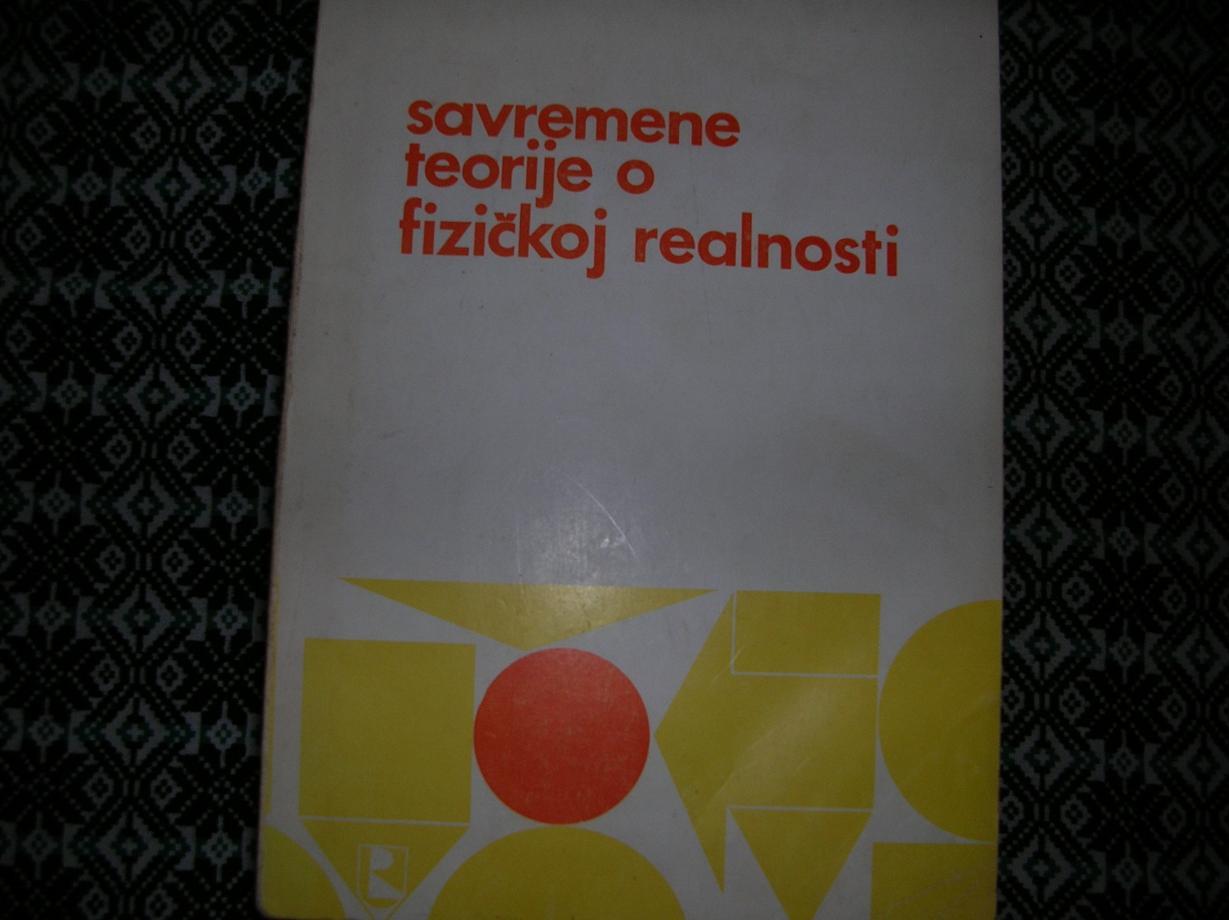 savremene
teorije o
fizičkoj realnosti
R